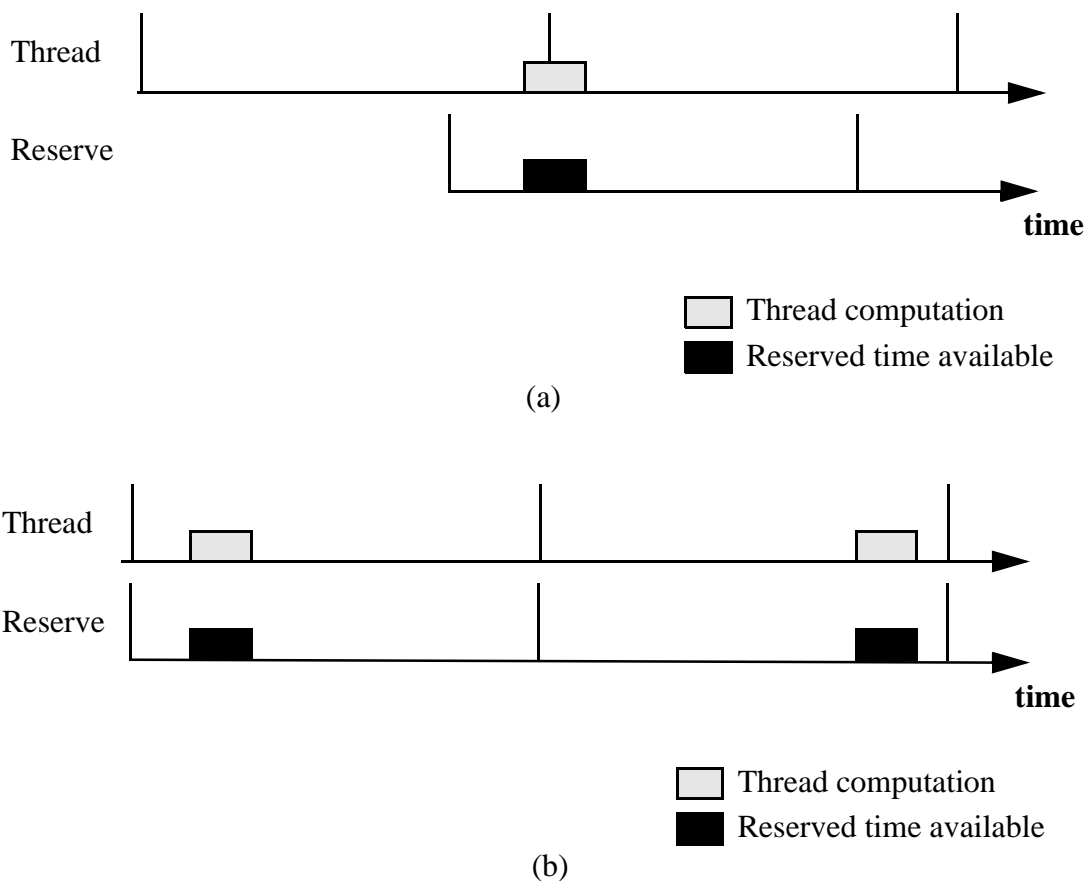 Thread
Reserve
time
Thread computation
Reserved time available
(a)
Thread
Reserve
time
Thread computation
Reserved time available
(b)